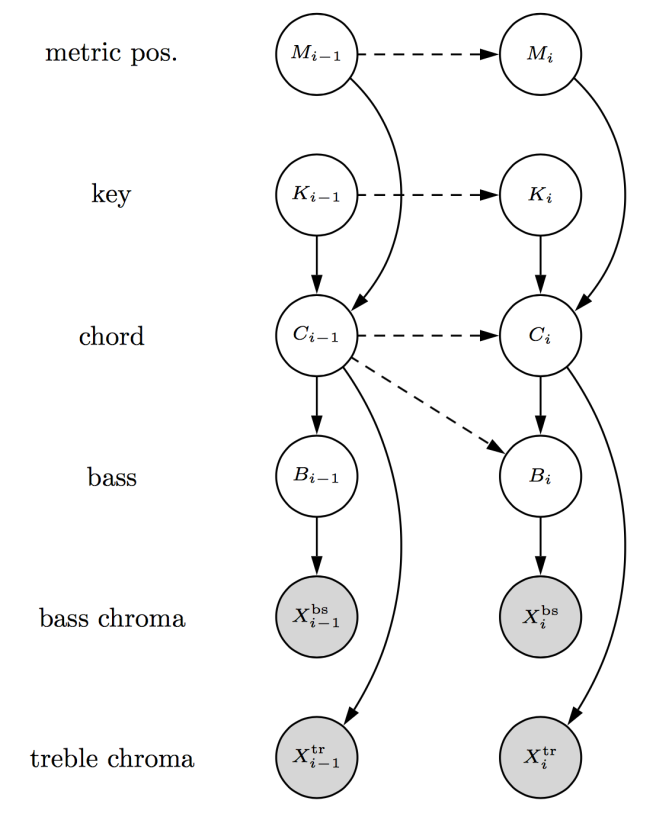 metric pos. M_{i−1} M_i
key K_{i−1} K_i
chord C_{i−1} C_i
bass B_{i−1} B_i
bass chroma X^{bs}_{i−1} X^{bs}_i
treble chroma X^{tr}_{i−1} X^{tr}_i